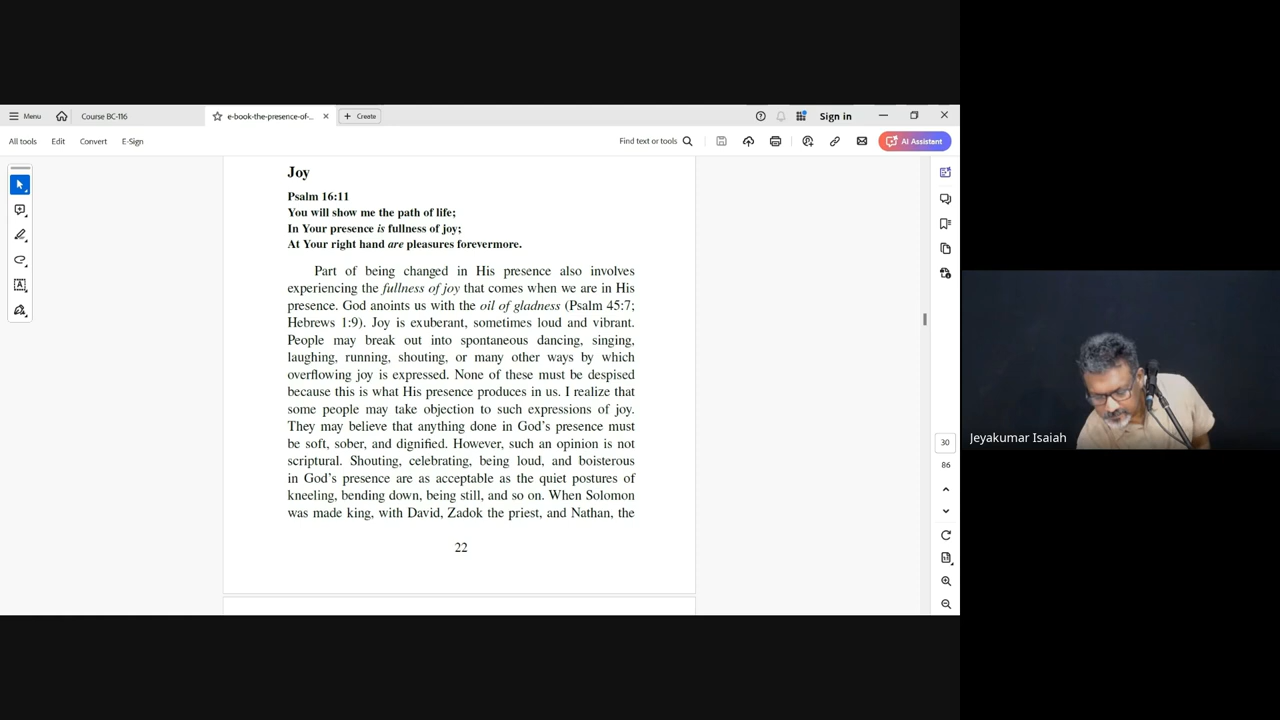 Menu
Course BC-116
e-book-the-presence-of-...
Create
Sign in
All tools
Edit
Convert
E-Sign
Find text or tools
AI Assistant
Joy
Psalm 16:11
You will show me the path of life;
In Your presence is fullness of joy;
At Your right hand are pleasures forevermore.
Part of being changed in His presence also involves
experiencing the fullness of joy that comes when we are in His
presence. God anoints us with the oil of gladness (Psalm 45:7;
Hebrews 1:9). Joy is exuberant, sometimes loud and vibrant.
People may break out into spontaneous dancing, singing,
laughing, running, shouting, or many other ways by which
overflowing joy is expressed. None of these must be despised
because this is what His presence produces in us. I realize that
some people may take objection to such expressions of joy.
They may believe that anything done in God's presence must
be soft, sober, and dignified. However, such an opinion is not
scriptural. Shouting, celebrating, being loud, and boisterous
in God's presence are as acceptable as the quiet postures of
kneeling, bending down, being still, and so on. When Solomon
was made king, with David, Zadok the priest, and Nathan, the
22
30
86
Jeyakumar Isaiah